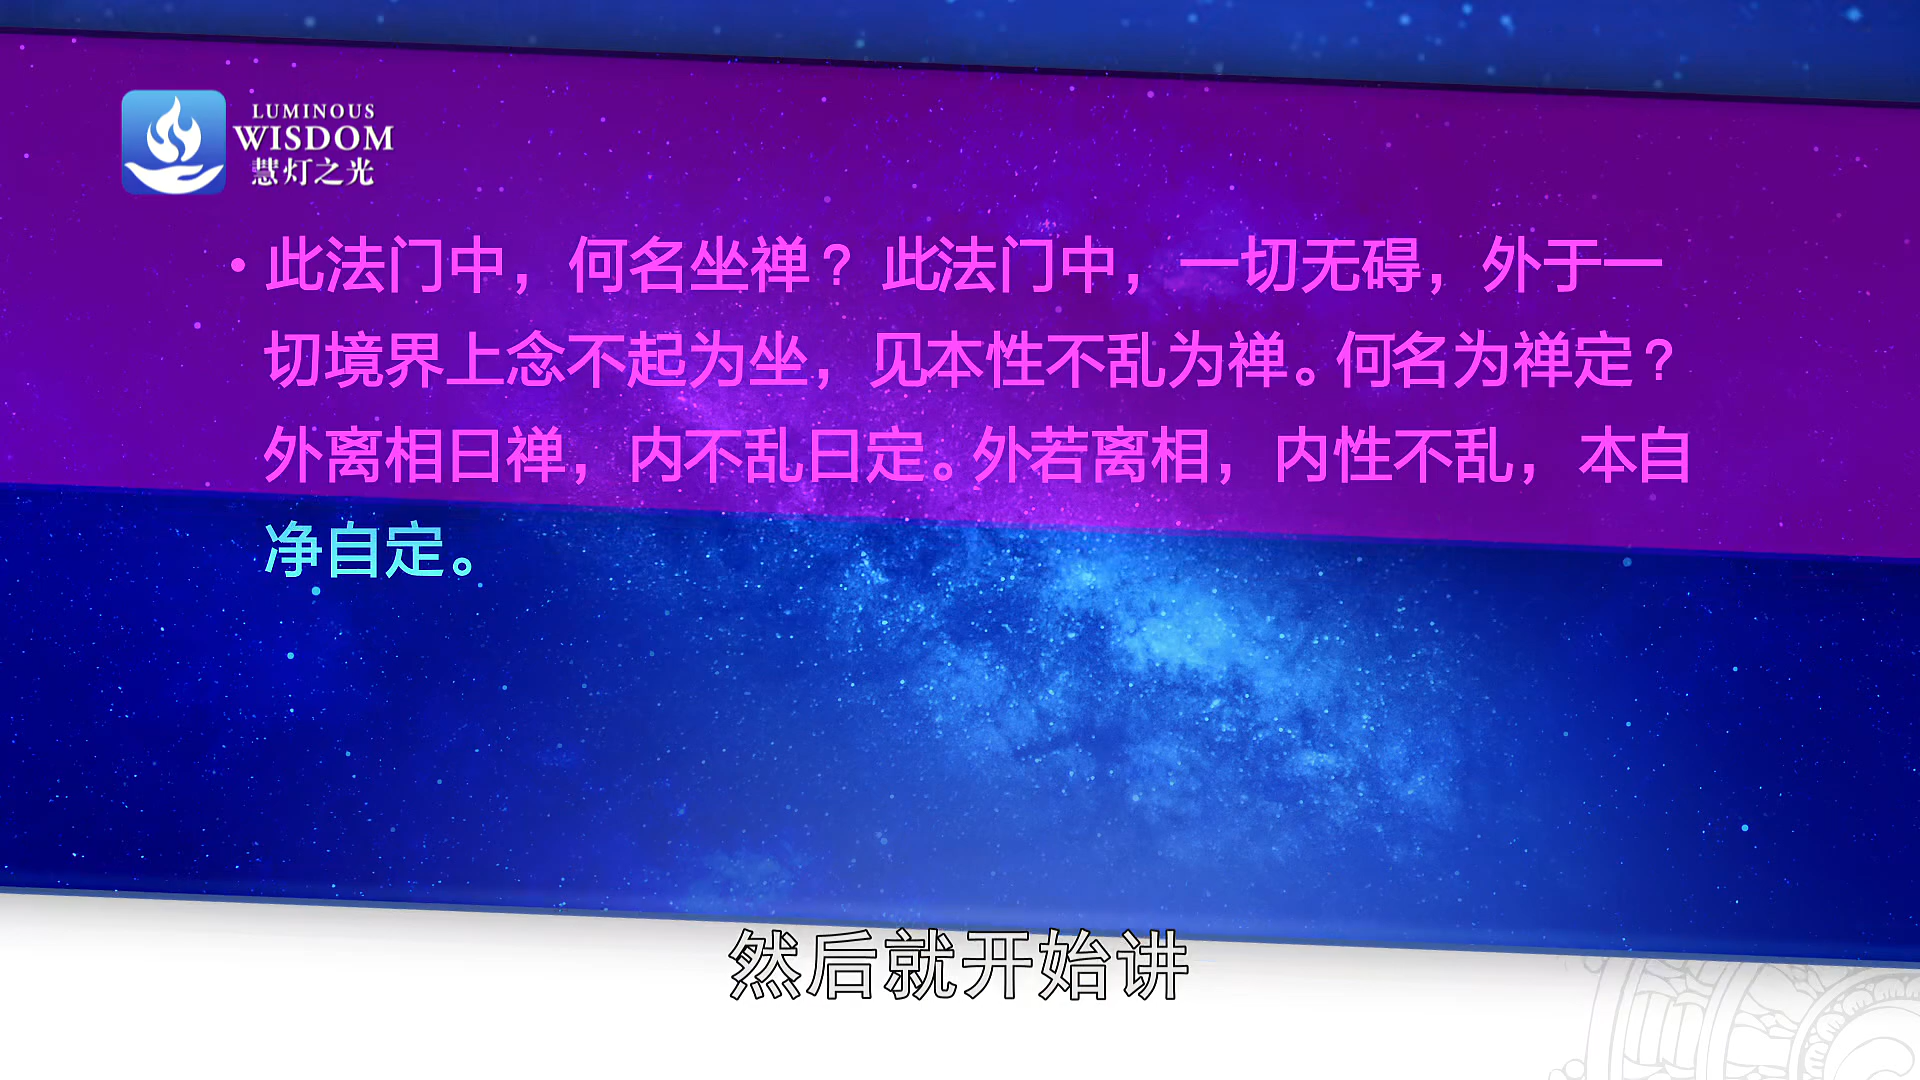 LUMINOUS
WISDOM
慧灯之光
• 此法门中，何名坐禅？此法门中，一切无碍，外于一
切境界上念不起为坐，见本性不乱为禅。何名为禅定？
外离相曰禅，内不乱曰定。外若离相，内性不乱，本自
净自定。
然后就开始讲